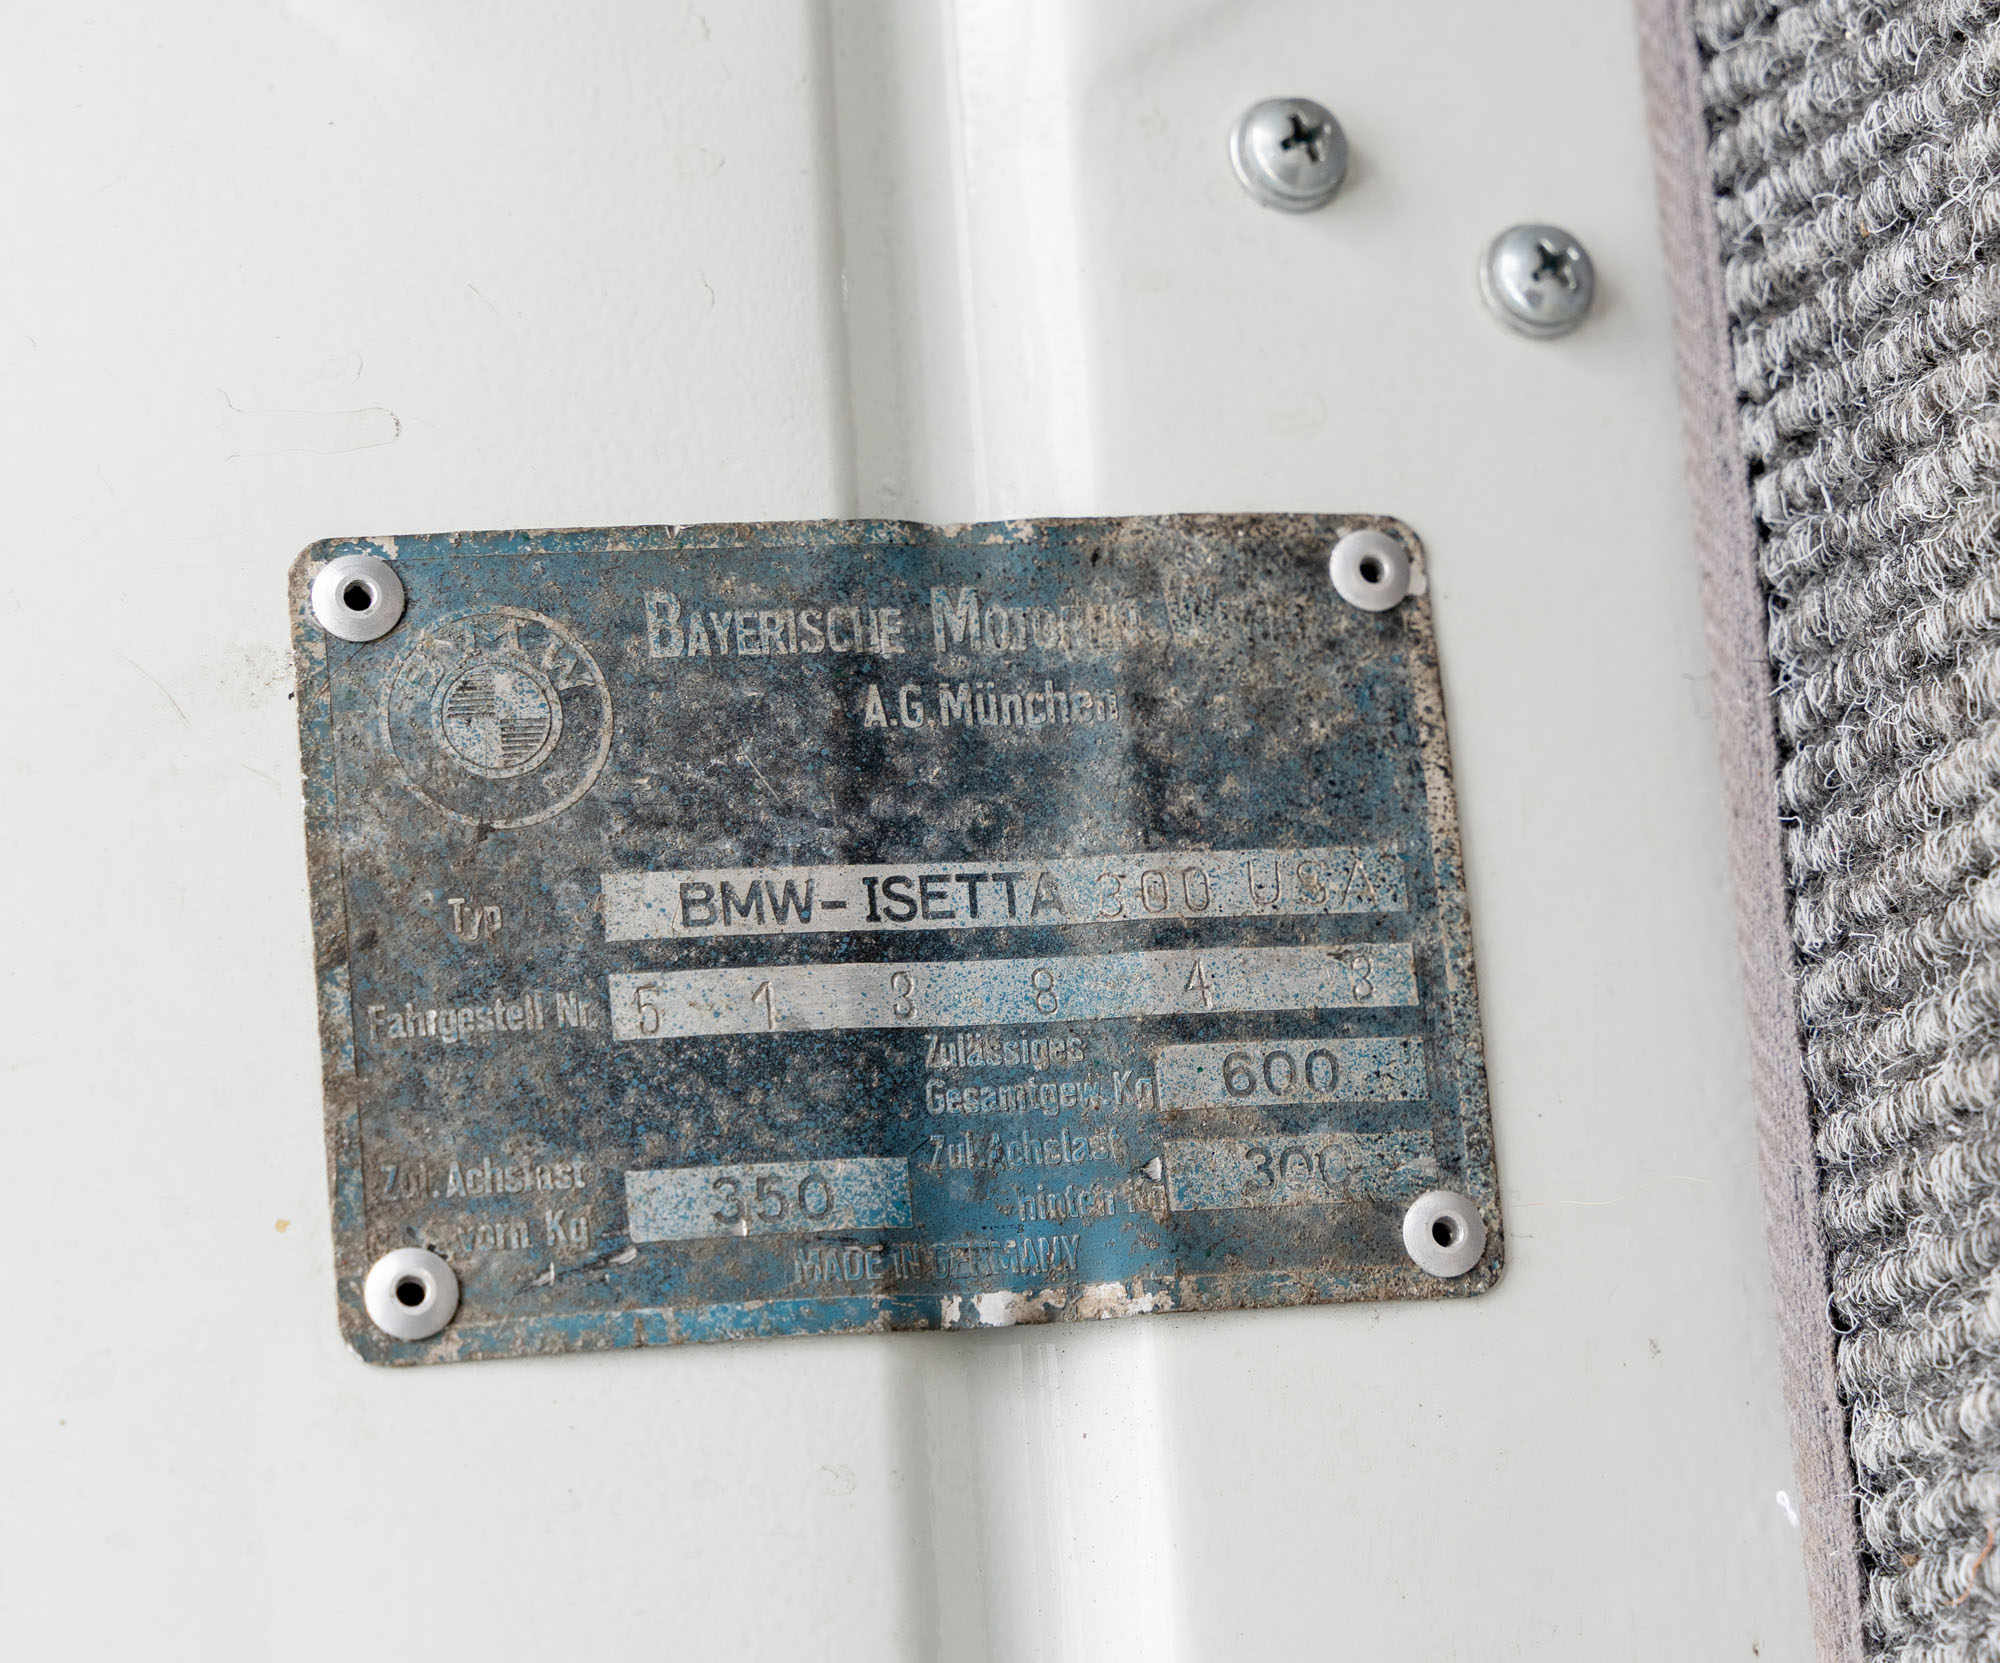 BMW
BAYERISCHE MOTOREN WERKE
A.G. München
Typ BMW-ISETTA 300 USA
Fahrgestell Nr. 5 1 3 8 4 3
Zulässiges
Gesamtgew. Kg 600
Zul. Achslast
vorn Kg 350
Zul. Achslast
hinten Kg 300
MADE IN GERMANY